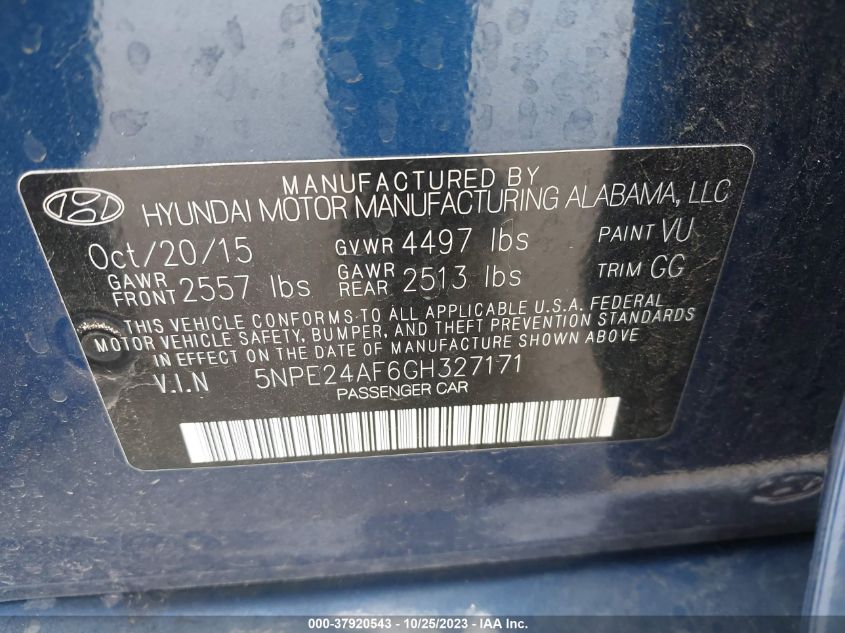 MANUFACTURED BY
HYUNDAI MOTOR MANUFACTURING ALABAMA, LLC
Oct/20/15 GVWR 4497 lbs PAINT VU
GAWR FRONT 2557 lbs GAWR REAR 2513 lbs TRIM GG
THIS VEHICLE CONFORMS TO ALL APPLICABLE U.S.A. FEDERAL
MOTOR VEHICLE SAFETY, BUMPER, AND THEFT PREVENTION STANDARDS
IN EFFECT ON THE DATE OF MANUFACTURE SHOWN ABOVE
V.I.N 5NPE24AF6GH327171
PASSENGER CAR
000-37920543 - 10/25/2023 - IAA Inc.